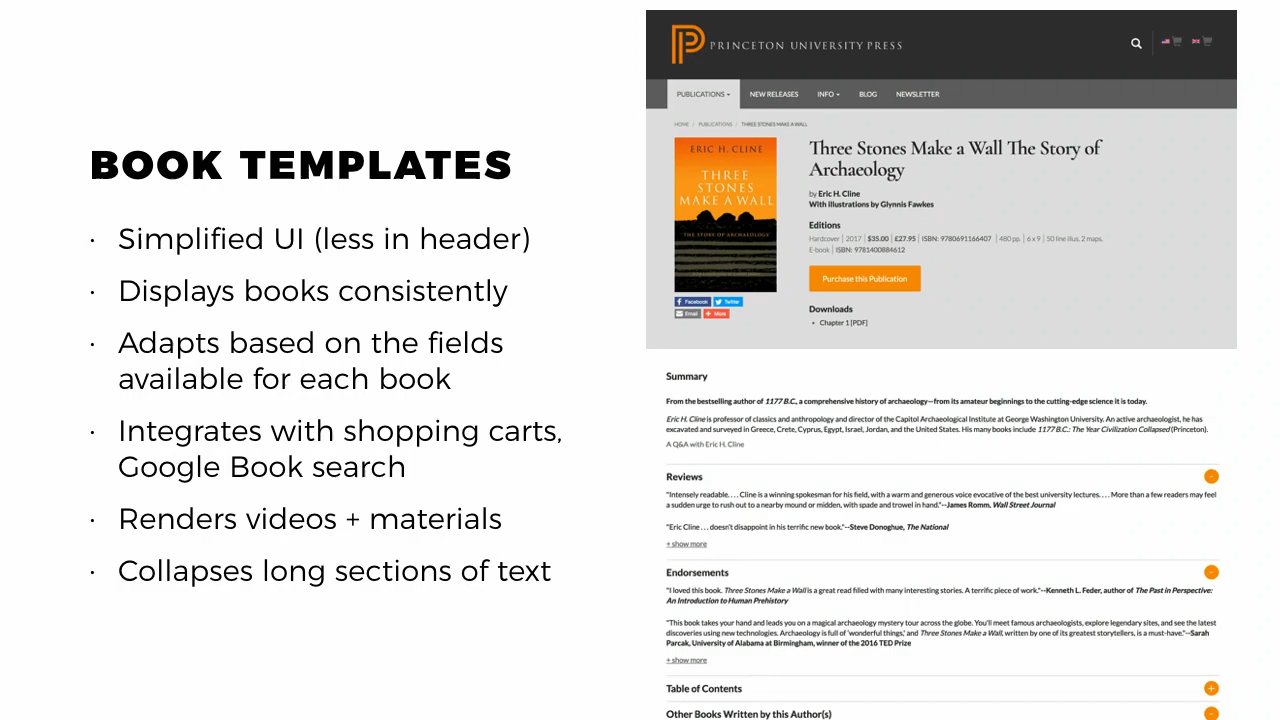 BOOK TEMPLATES
· Simplified UI (less in header)
· Displays books consistently
· Adapts based on the fields
available for each book
· Integrates with shopping carts,
Google Book search
· Renders videos + materials
· Collapses long sections of text
PRINCETON UNIVERSITY PRESS
PUBLICATIONS NEW RELEASES INFO BLOG NEWSLETTER
HOME / PUBLICATIONS / THREE STONES MAKE A WALL
ERIC H. CLINE
THREE
STONES
MAKE A WALL
THE STORY OF ARCHAEOLOGY
Facebook Twitter
Email More
Three Stones Make a Wall The Story of
Archaeology
by Eric H. Cline
With illustrations by Glynnis Fawkes
Editions
Hardcover | 2017 | $35.00 | £27.95 | ISBN: 9780691166407 | 480 pp. | 6 x 9 | 50 line illus. 2 maps.
E-book | ISBN: 9781400884612
Purchase this Publication
Downloads
• Chapter 1 [PDF]
Summary
From the bestselling author of 1177 B.C., a comprehensive history of archaeology—from its amateur beginnings to the cutting-edge science it is today.
Eric H. Cline is professor of classics and anthropology and director of the Capitol Archaeological Institute at George Washington University. An active archaeologist, he has
excavated and surveyed in Greece, Crete, Cyprus, Egypt, Israel, Jordan, and the United States. His many books include 1177 B.C.: The Year Civilization Collapsed (Princeton).
A Q&A with Eric H. Cline
Reviews
"Intensely readable. . . . Cline is a winning spokesman for his field, with a warm and generous voice evocative of the best university lectures. . . . More than a few readers may feel
a sudden urge to rush out to a nearby mound or midden, with spade and trowel in hand."--James Romm, Wall Street Journal
"Eric Cline . . . doesn't disappoint in his terrific new book."--Steve Donoghue, The National
+ show more
Endorsements
"I loved this book. Three Stones Make a Wall is a great read filled with many interesting stories. A terrific piece of work."--Kenneth L. Feder, author of The Past in Perspective:
An Introduction to Human Prehistory
"This book takes your hand and leads you on a magical archaeology mystery tour across the globe. You'll meet famous archaeologists, explore legendary sites, and see the latest
discoveries using new technologies. Archaeology is full of 'wonderful things,' and Three Stones Make a Wall, written by one of its greatest storytellers, is a must-have."--Sarah
Parcak, University of Alabama at Birmingham, winner of the 2016 TED Prize
+ show more
Table of Contents
Other Books Written by this Author(s)